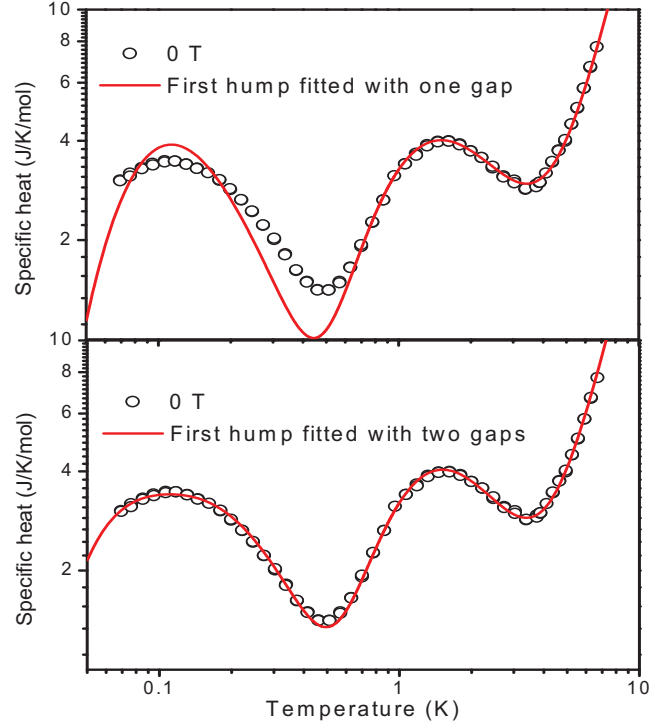 10
8
6
4
2
Specific heat (J/K/mol)
0 T
First hump fitted with one gap
10
8
6
4
2
Specific heat (J/K/mol)
0 T
First hump fitted with two gaps
0.1
1
10
Temperature (K)